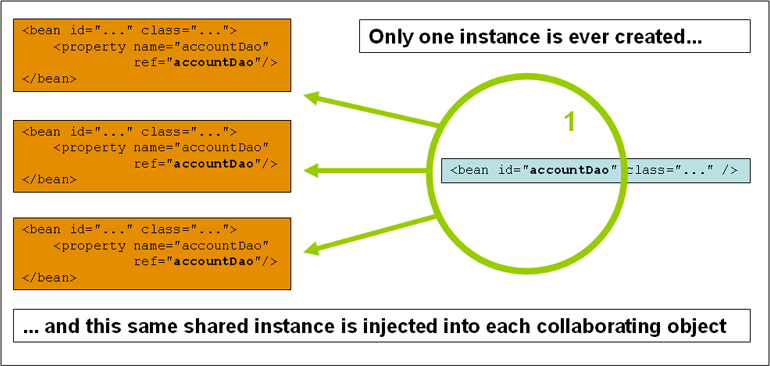 <bean id="..." class="...">
<property name="accountDao"
ref="accountDao"/>
</bean>
Only one instance is ever created...
<bean id="..." class="...">
<property name="accountDao"
ref="accountDao"/>
</bean>
1
<bean id="accountDao" class="..." />
<bean id="..." class="...">
<property name="accountDao"
ref="accountDao"/>
</bean>
... and this same shared instance is injected into each collaborating object